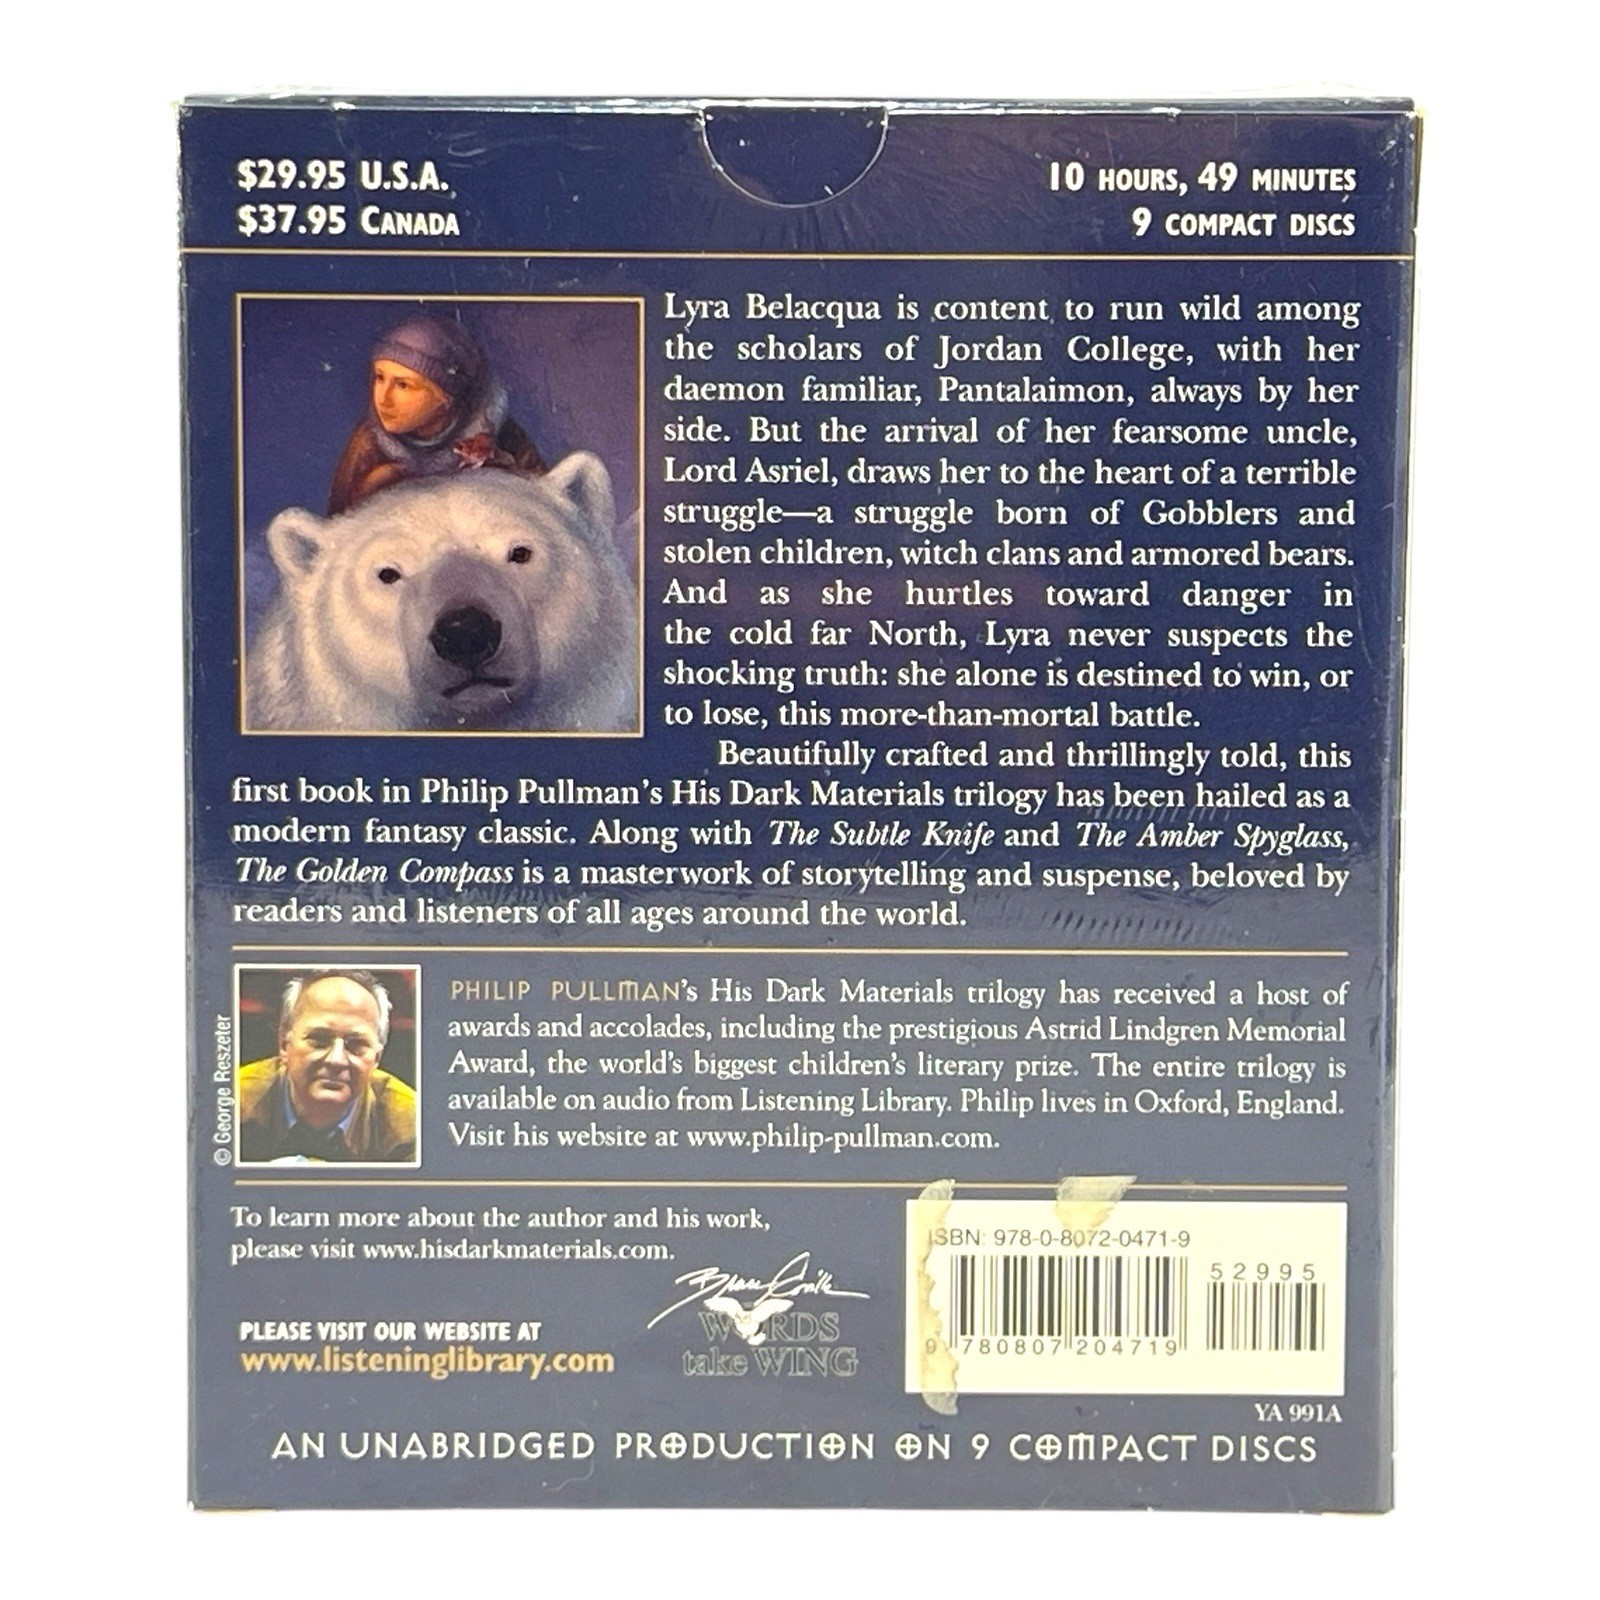 $29.95 U.S.A.
$37.95 CANADA
10 HOURS, 49 MINUTES
9 COMPACT DISCS
Lyra Belacqua is content to run wild among
the scholars of Jordan College, with her
daemon familiar, Pantalaimon, always by her
side. But the arrival of her fearsome uncle,
Lord Asriel, draws her to the heart of a terrible
struggle—a struggle born of Gobblers and
stolen children, witch clans and armored bears.
And as she hurtles toward danger in
the cold far North, Lyra never suspects the
shocking truth: she alone is destined to win, or
to lose, this more-than-mortal battle.
Beautifully crafted and thrillingly told, this
first book in Philip Pullman's His Dark Materials trilogy has been hailed as a
modern fantasy classic. Along with The Subtle Knife and The Amber Spyglass,
The Golden Compass is a masterwork of storytelling and suspense, beloved by
readers and listeners of all ages around the world.
© George Reszeter
PHILIP PULLMAN's His Dark Materials trilogy has received a host of
awards and accolades, including the prestigious Astrid Lindgren Memorial
Award, the world's biggest children's literary prize. The entire trilogy is
available on audio from Listening Library. Philip lives in Oxford, England.
Visit his website at www.philip-pullman.com.
To learn more about the author and his work,
please visit www.hisdarkmaterials.com.
PLEASE VISIT OUR WEBSITE AT
www.listeninglibrary.com
WORDS
take WING
ISBN: 978-0-8072-0471-9
52995
9 780807 204719
YA 991A
AN UNABRIDGED PRODUCTION ON 9 COMPACT DISCS